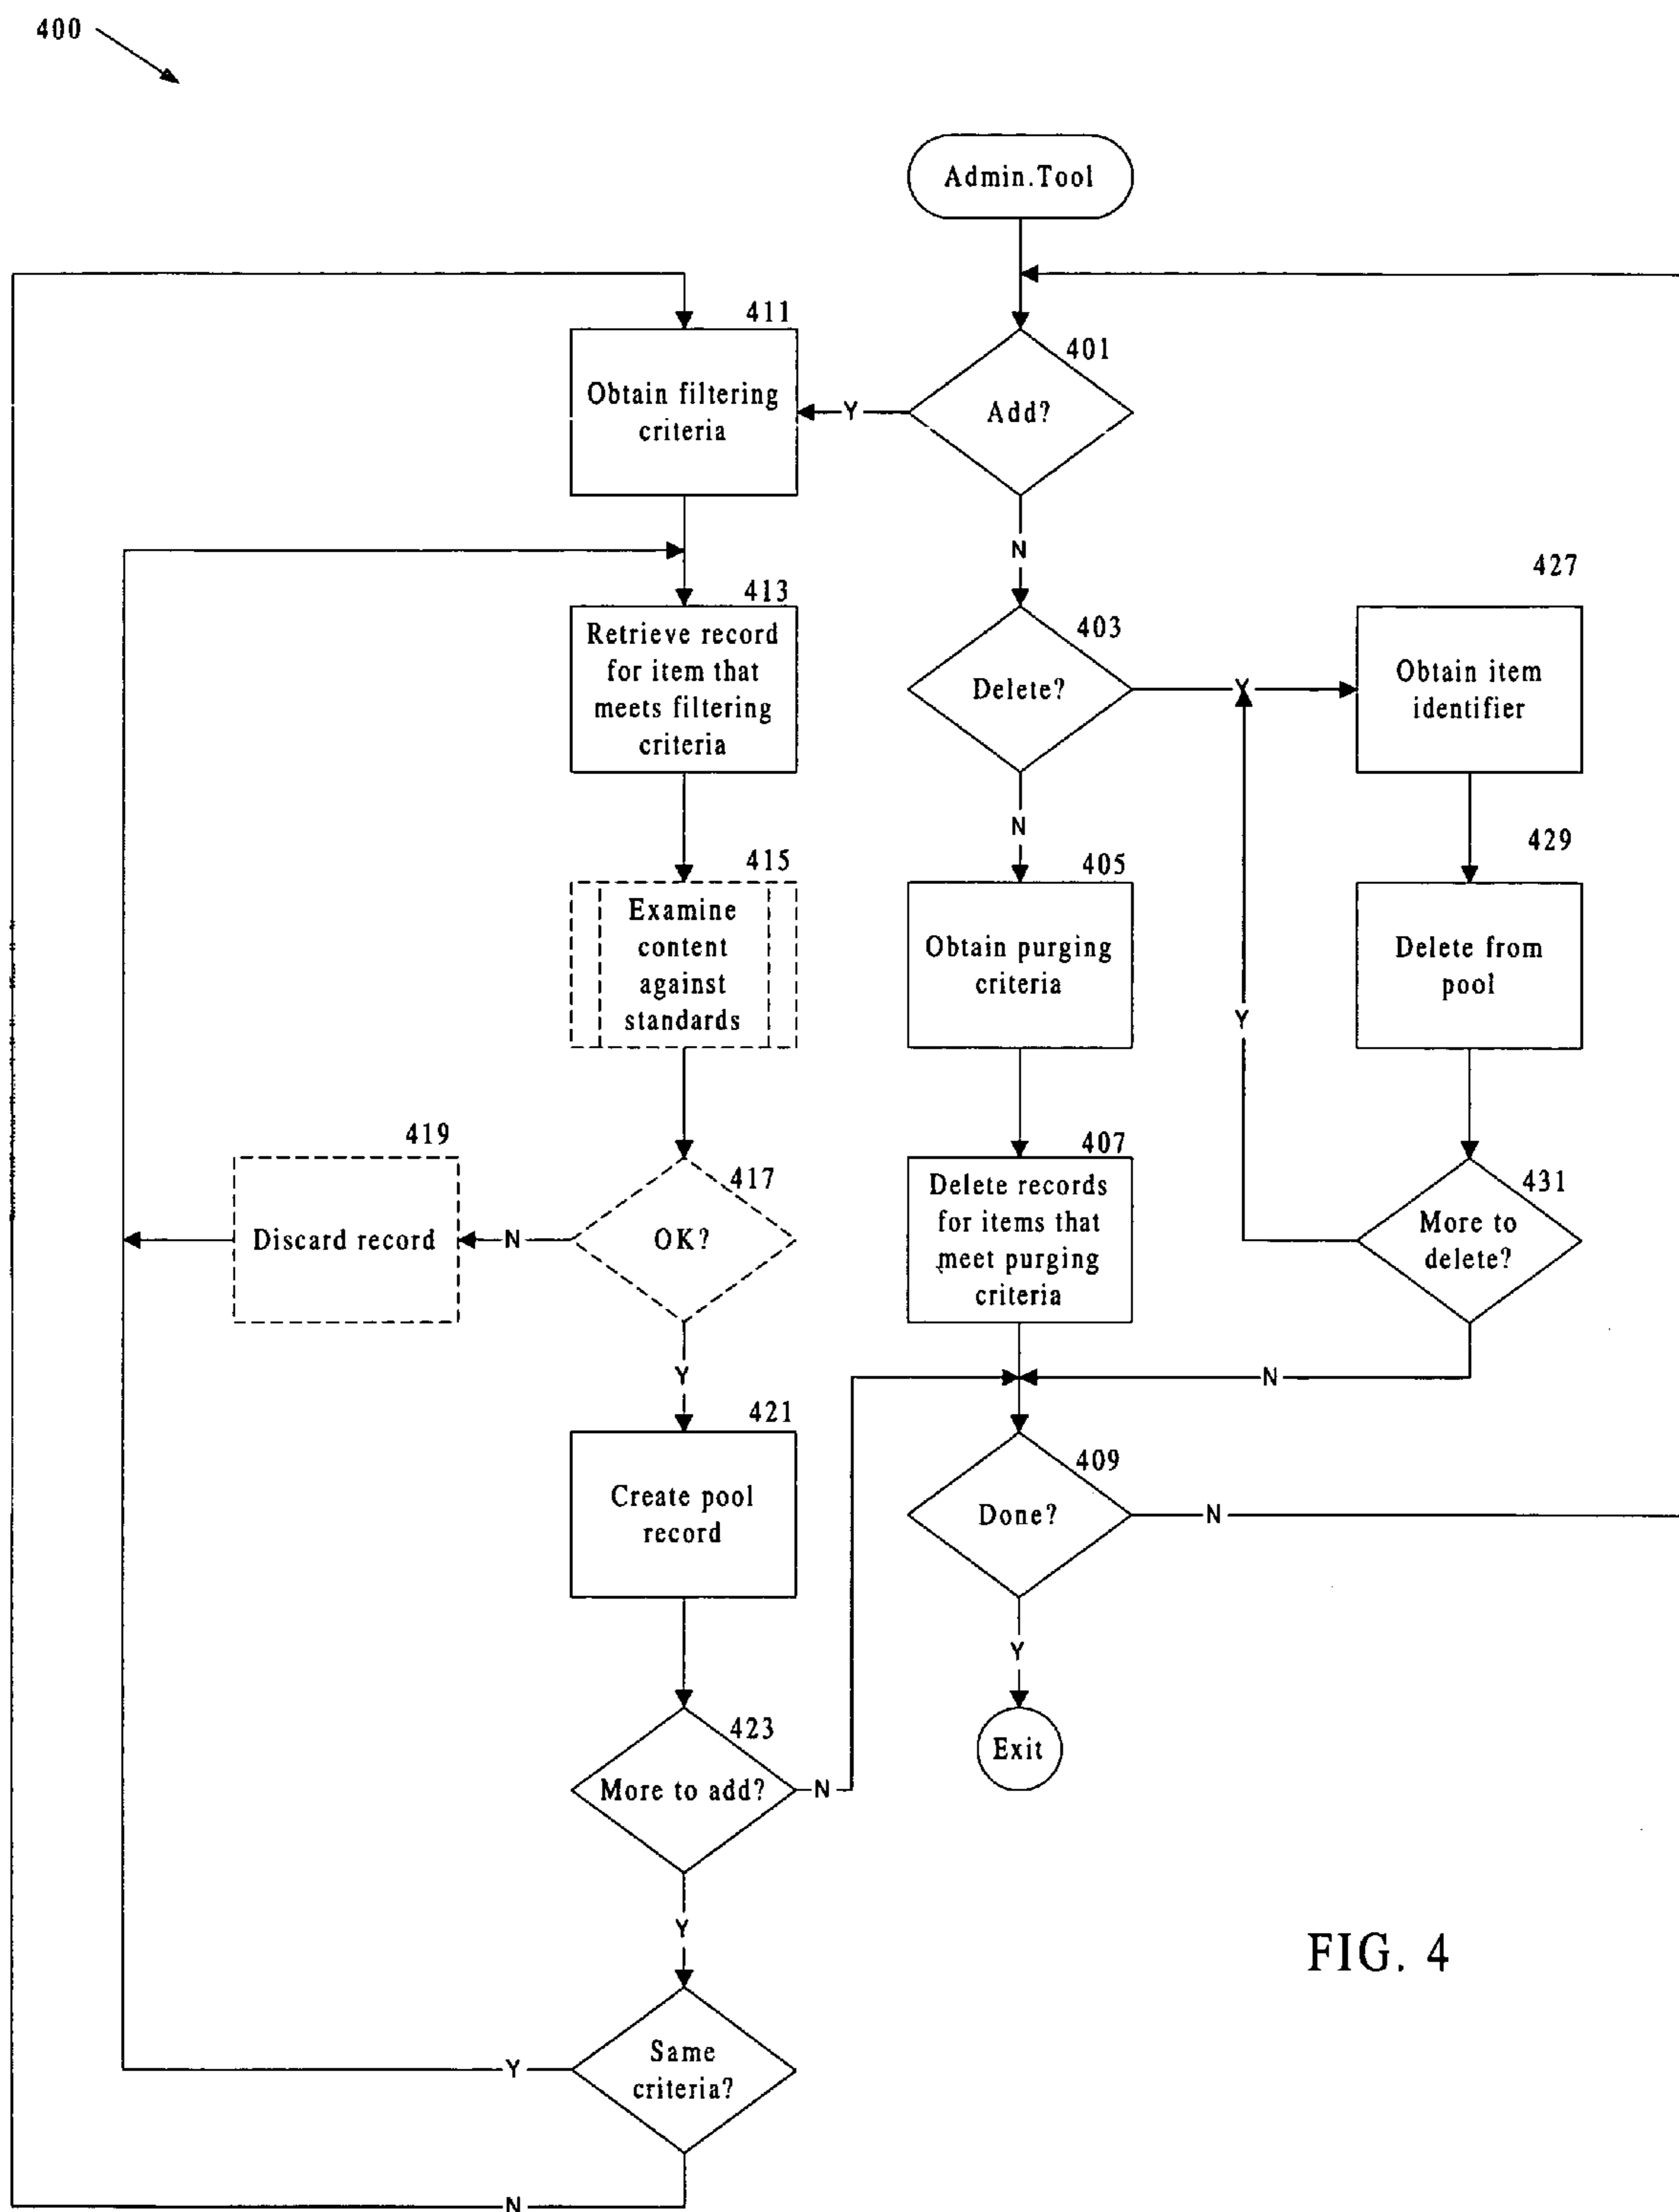 400
Admin.Tool
411
Obtain filtering
criteria
Y
401
Add?
N
413
Retrieve record
for item that
meets filtering
criteria
403
Delete?
Y
427
Obtain item
identifier
N
415
Examine
content
against
standards
405
Obtain purging
criteria
429
Delete from
pool
Y
419
Discard record
N
417
OK?
407
Delete records
for items that
meet purging
criteria
431
More to
delete?
Y
N
421
Create pool
record
409
Done?
N
Y
423
More to add?
N
Exit
Y
FIG. 4
Same
criteria?
Y
N